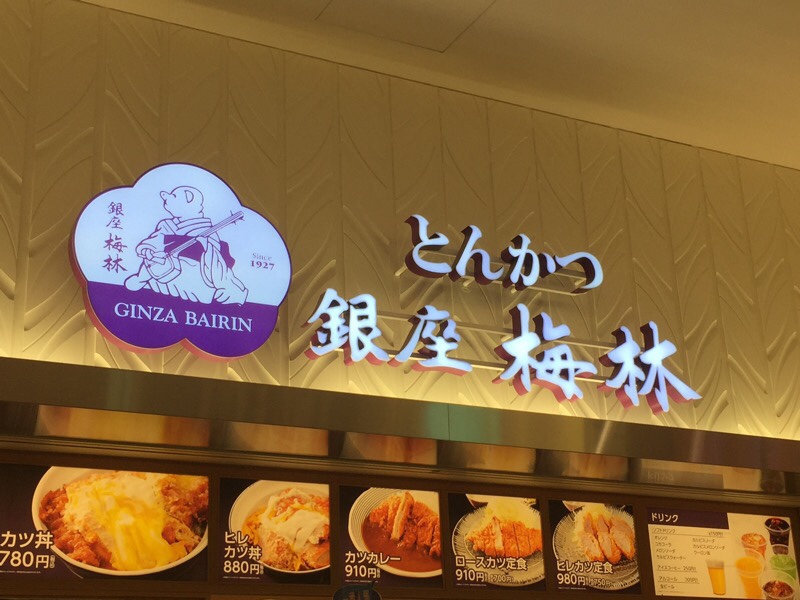 とんかつ
銀座 梅林
銀座 梅林
Since
1927
GINZA BAIRIN
カツ丼
780円
ヒレ
カツ丼
880円
カツカレー
910円
ロースカツ定食
910円
ヒレカツ定食
980円
ドリンク